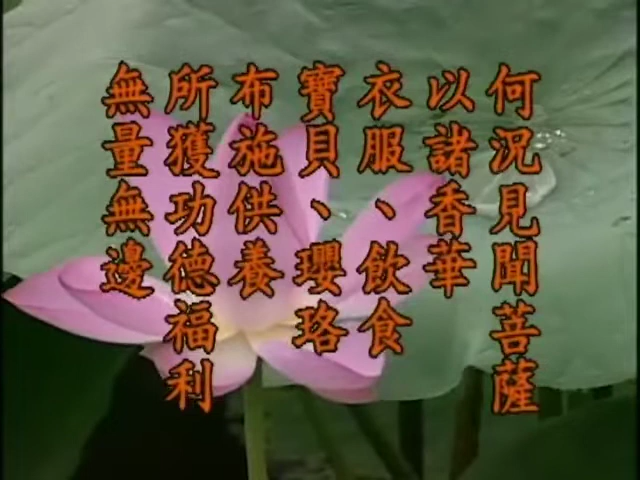 何況見聞菩薩
以諸香華
衣服、飲食
寶貝、瓔珞
布施供養
所獲功德福利
無量無邊